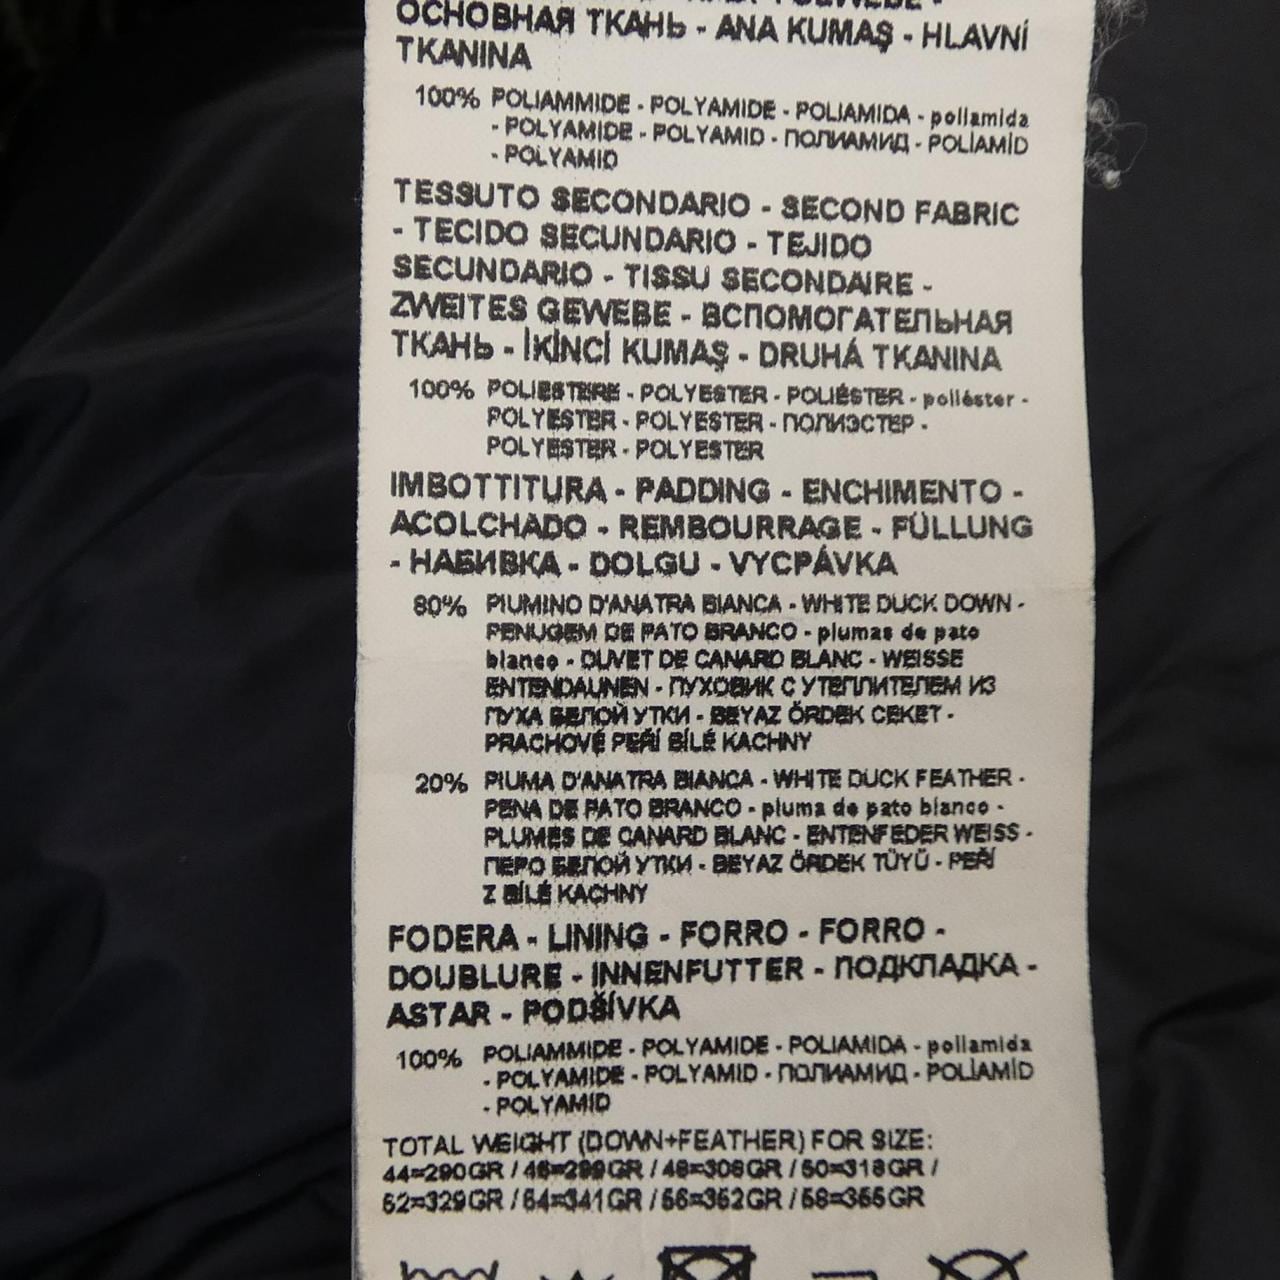 ОСНОВНАЯ ТКАНЬ - ANA KUMAŞ - HLAVNÍ
TKANINA
100% POLIAMMIDE - POLYAMIDE - POLIAMIDA - poliamida
- POLYAMIDE - POLYAMID - ПОЛИАМИД - POLİAMİD
- POLYAMID
TESSUTO SECONDARIO - SECOND FABRIC
- TECIDO SECUNDARIO - TEJIDO
SECUNDARIO - TISSU SECONDAIRE -
ZWEITES GEWEBE - ВСПОМОГАТЕЛЬНАЯ
ТКАНЬ - İKİNCİ KUMAŞ - DRUHÁ TKANINA
100% POLIESTERE - POLYESTER - POLIÉSTER - poliéster -
POLYESTER - POLYESTER - ПОЛИЭСТЕР -
POLYESTER - POLYESTER
IMBOTTITURA - PADDING - ENCHIMENTO -
ACOLCHADO - REMBOURRAGE - FÜLLUNG
- НАБИВКА - DOLGU - VYCPÁVKA
80% PIUMINO D'ANATRA BIANCA - WHITE DUCK DOWN -
PENUGEM DE PATO BRANCO - plumas de pato
blanco - DUVET DE CANARD BLANC - WEISSE
ENTENDAUNEN - ПУХОВИК С УТЕПЛИТЕЛЕМ ИЗ
ПУХА БЕЛОЙ УТКИ - BEYAZ ÖRDEK CEKET -
PRACHOVÉ PEŘÍ BÍLÉ KACHNY
20% PIUMA D'ANATRA BIANCA - WHITE DUCK FEATHER -
PENA DE PATO BRANCO - pluma de pato blanco -
PLUMES DE CANARD BLANC - ENTENFEDER WEISS -
ПЕРО БЕЛОЙ УТКИ - BEYAZ ÖRDEK TÜYÜ - PEŘÍ
Z BÍLÉ KACHNY
FODERA - LINING - FORRO - FORRO -
DOUBLURE - INNENFUTTER - ПОДКЛАДКА -
ASTAR - PODŠÍVKA
100% POLIAMMIDE - POLYAMIDE - POLIAMIDA - poliamida
- POLYAMIDE - POLYAMID - ПОЛИАМИД - POLİAMİD
- POLYAMID
TOTAL WEIGHT (DOWN+FEATHER) FOR SIZE:
44=290GR / 46=299GR / 48=308GR / 50=318GR /
52=329GR / 54=341GR / 56=352GR / 58=365GR